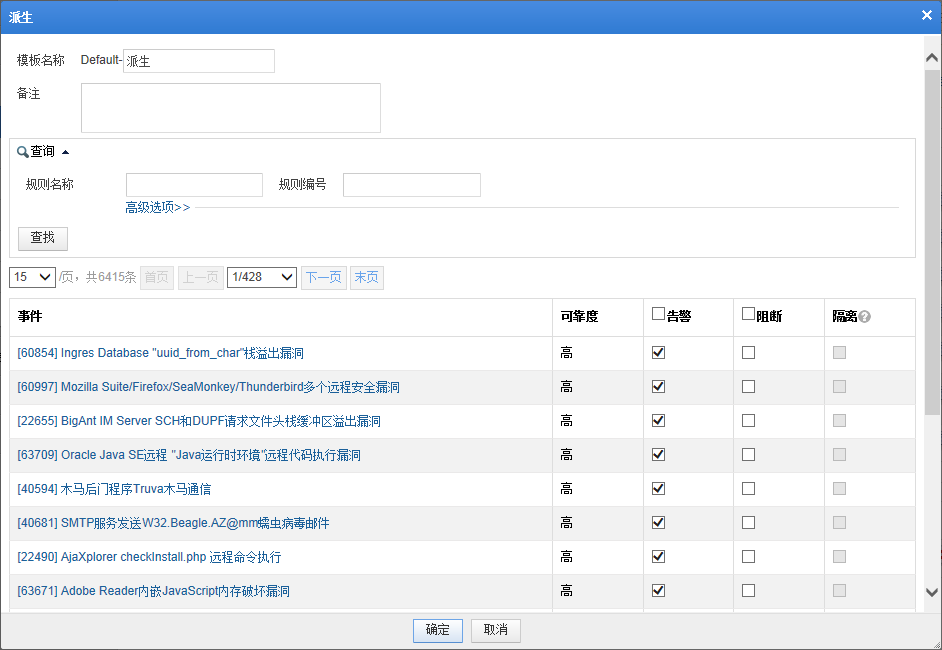 派生
模板名称 Default- 派生
备注
查询
规则名称 规则编号
高级选项>>
查找
15 /页，共6415条 首页 上一页 1/428 下一页 末页
事件 可靠度 告警 阻断 隔离
[60854] Ingres Database "uuid_from_char"栈溢出漏洞 高
[60997] Mozilla Suite/Firefox/SeaMonkey/Thunderbird多个远程安全漏洞 高
[22655] BigAnt IM Server SCH和DUPF请求文件头栈缓冲区溢出漏洞 高
[63709] Oracle Java SE远程 "Java运行时环境"远程代码执行漏洞 高
[40594] 木马后门程序Truva木马通信 高
[40681] SMTP服务发送W32.Beagle.AZ@mm蠕虫病毒邮件 高
[22490] AjaXplorer checkInstall.php 远程命令执行 高
[63671] Adobe Reader内嵌JavaScript内存破坏漏洞 高
确定 取消